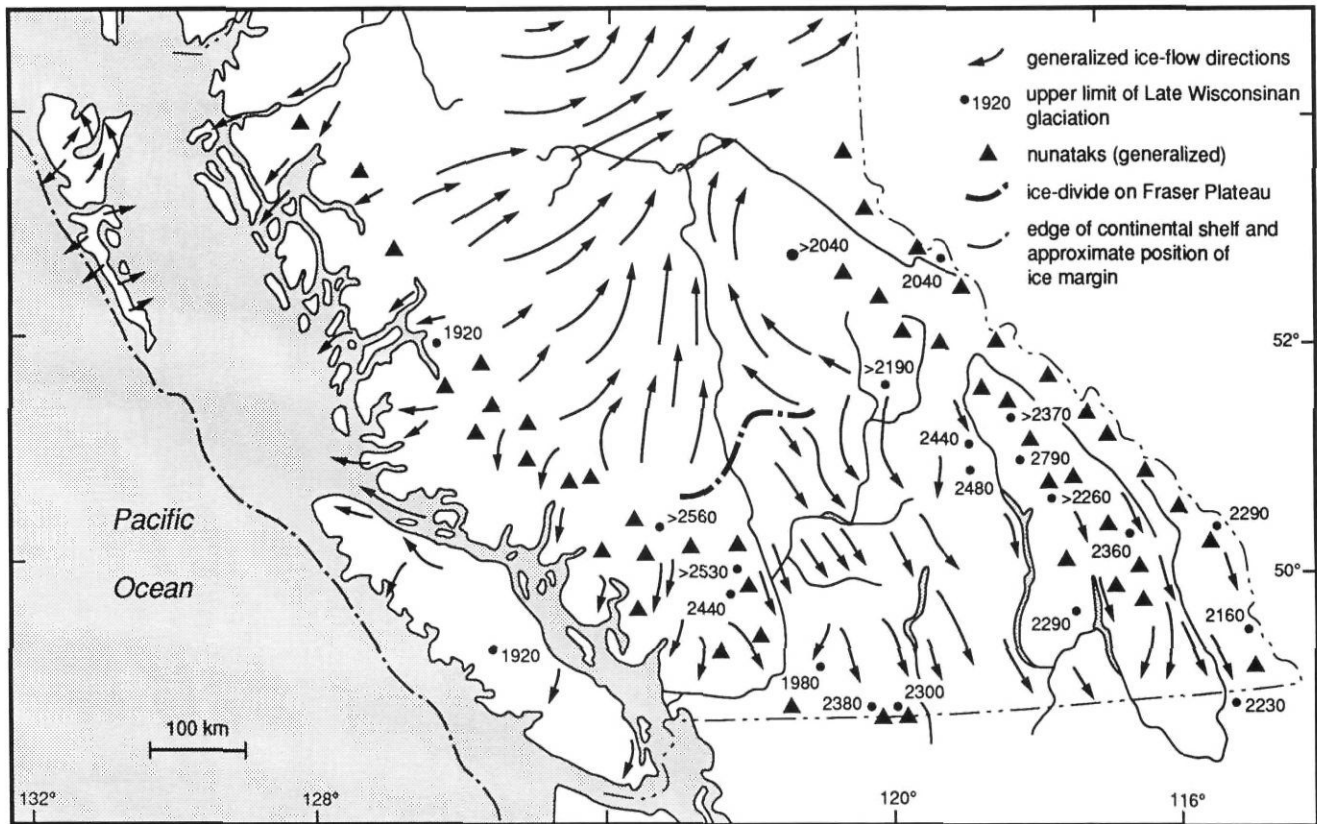 generalized ice-flow directions
1920
upper limit of Late Wisconsinan
glaciation
nunataks (generalized)
ice-divide on Fraser Plateau
edge of continental shelf and
approximate position of
ice margin
>2040
2040
1920
52°
>2190
>2370
2440
2790
2480
>2260
>2560
2290
2360
Pacific
Ocean
>2530
50°
2440
2290
2160
1920
1980
2380
2300
2230
100 km
132°
128°
120°
116°